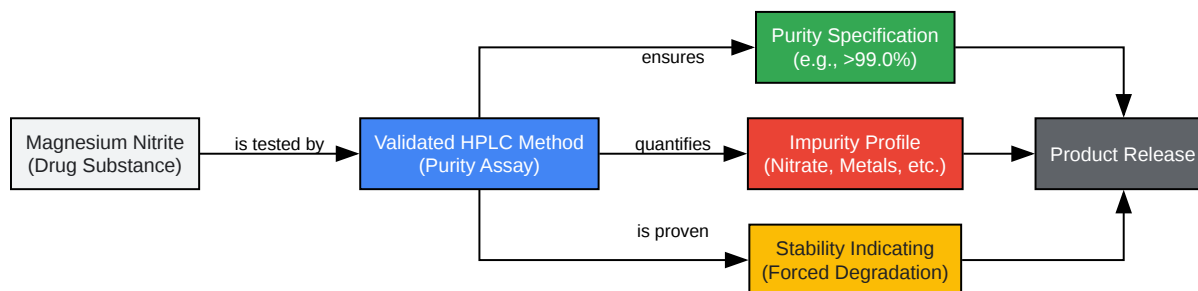 Magnesium Nitrite
(Drug Substance)
is tested by
Validated HPLC Method
(Purity Assay)
ensures
Purity Specification
(e.g., >99.0%)
quantifies
Impurity Profile
(Nitrate, Metals, etc.)
is proven
Stability Indicating
(Forced Degradation)
Product Release